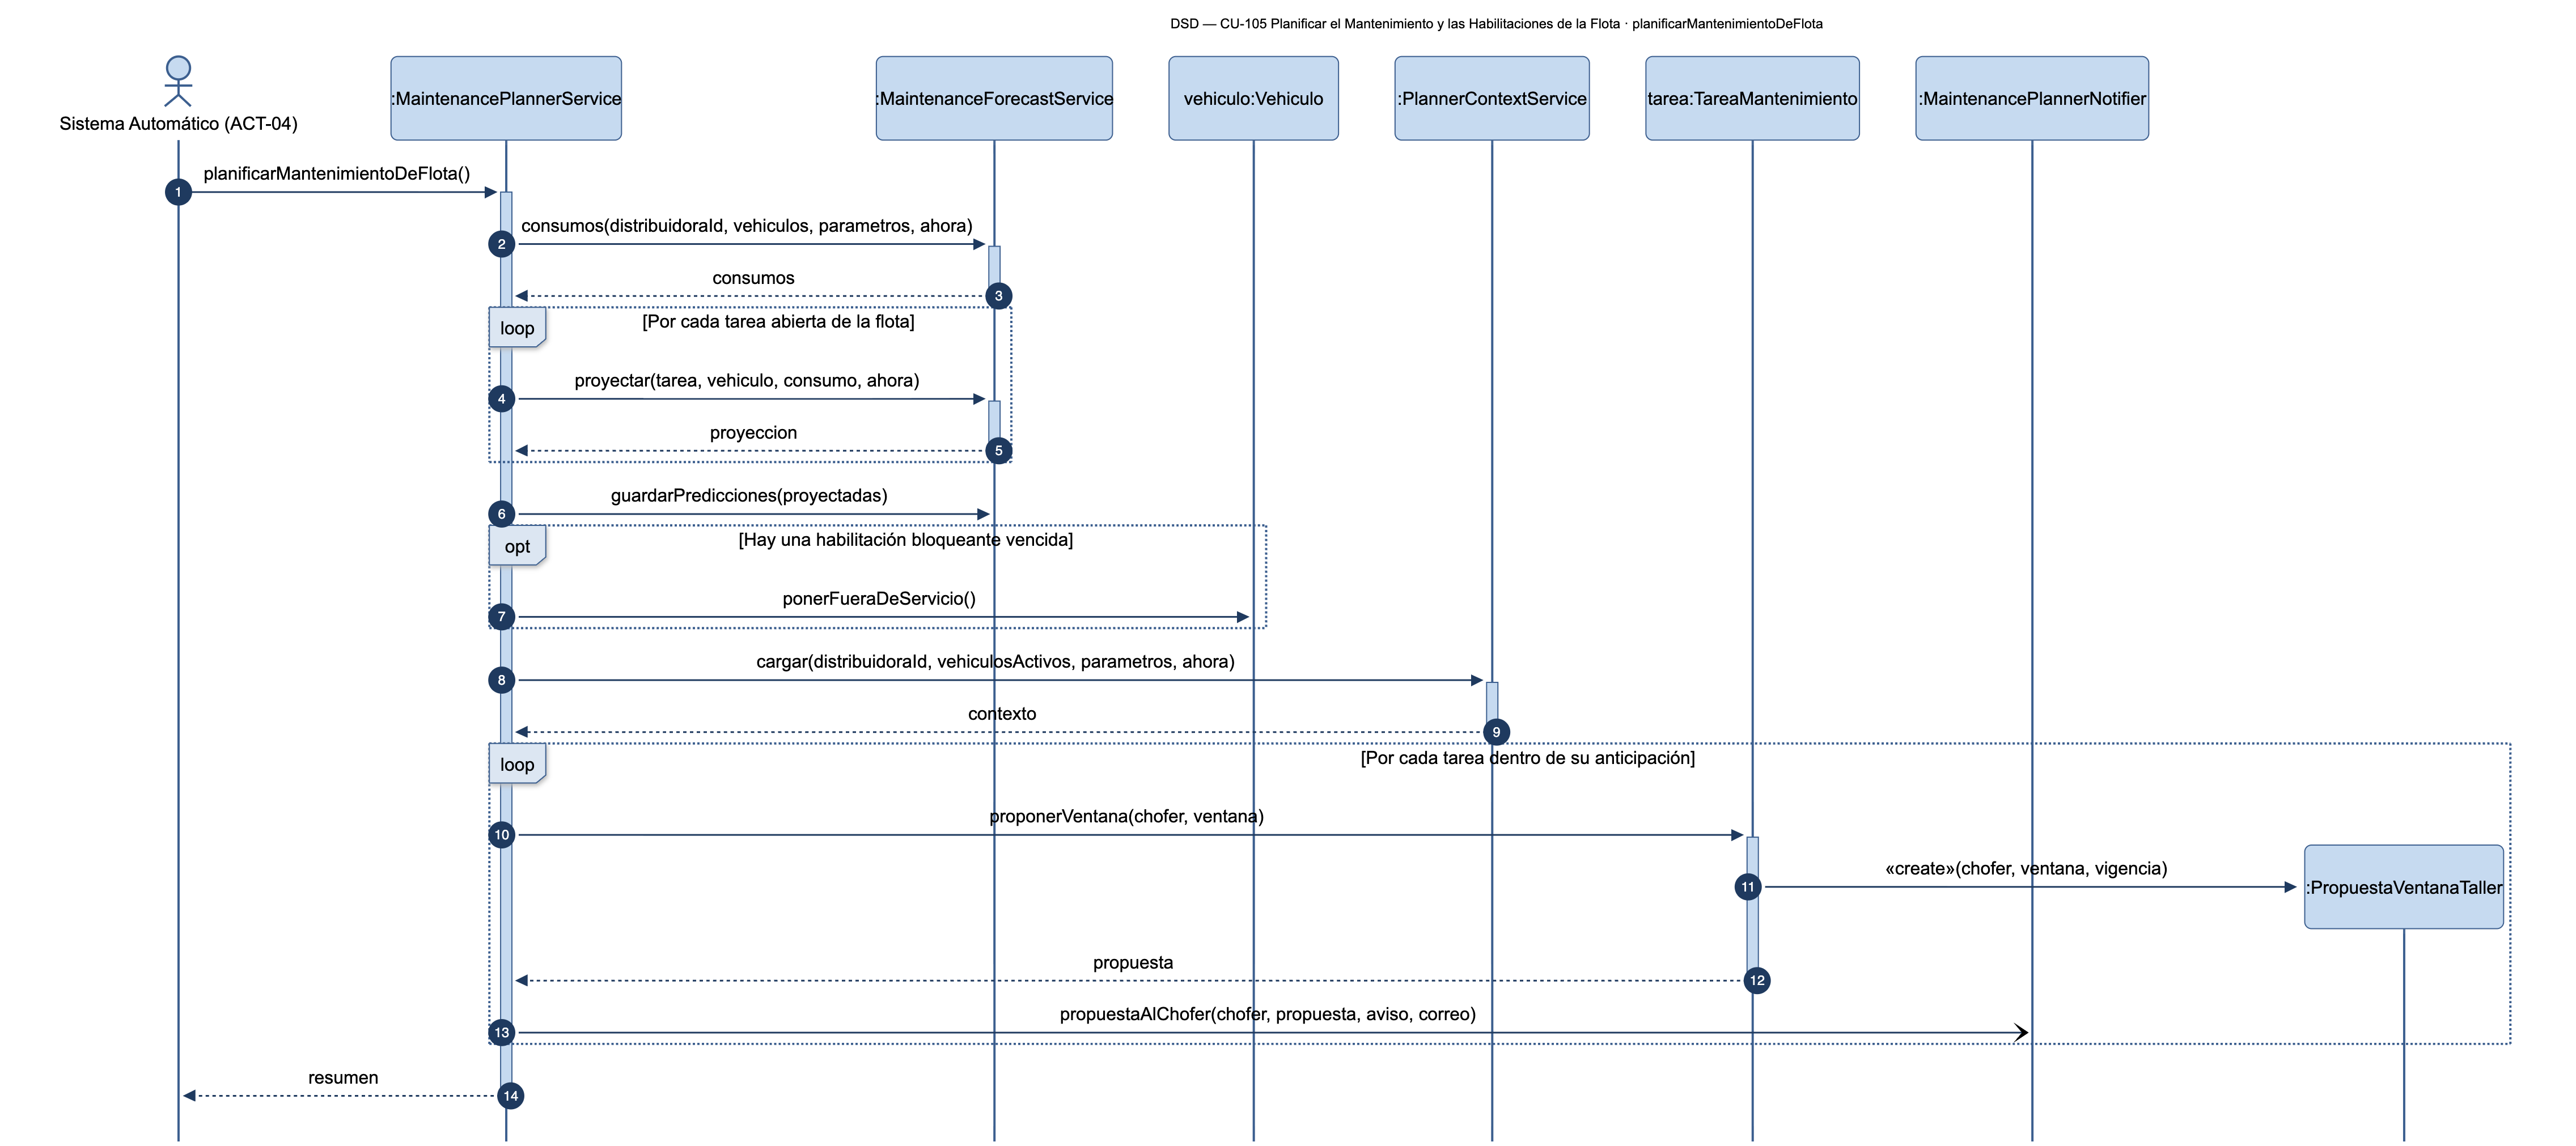 DSD — CU-105 Planificar el Mantenimiento y las Habilitaciones de la Flota · planificarMantenimientoDeFlota
Sistema Automático (ACT-04)
:MaintenancePlannerService
:MaintenanceForecastService
vehiculo:Vehiculo
:PlannerContextService
tarea:TareaMantenimiento
:MaintenancePlannerNotifier
planificarMantenimientoDeFlota()
1
consumos(distribuidoraId, vehiculos, parametros, ahora)
2
consumos
3
loop
[Por cada tarea abierta de la flota]
proyectar(tarea, vehiculo, consumo, ahora)
4
proyeccion
5
guardarPredicciones(proyectadas)
6
opt
[Hay una habilitación bloqueante vencida]
ponerFueraDeServicio()
7
cargar(distribuidoraId, vehiculosActivos, parametros, ahora)
8
contexto
9
loop
[Por cada tarea dentro de su anticipación]
proponerVentana(chofer, ventana)
10
«create»(chofer, ventana, vigencia)
11
:PropuestaVentanaTaller
propuesta
12
propuestaAlChofer(chofer, propuesta, aviso, correo)
13
resumen
14